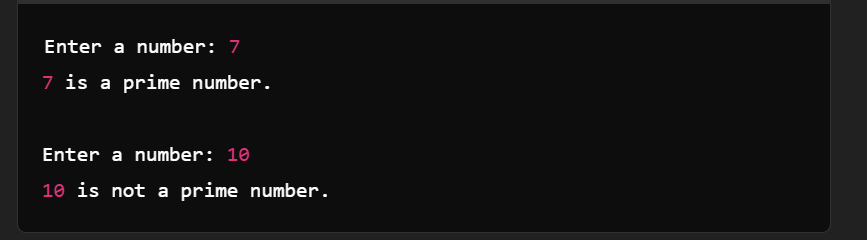 Enter a number: 7
7 is a prime number.
Enter a number: 10
10 is not a prime number.